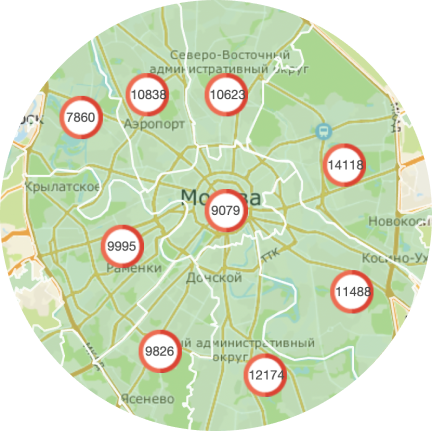 Северо-Восточный
административный округ
10838
10623
7860
Аэропорт
14118
Крылатское
Москва
9079
Новокос
9995
Раменки
ТТК
Косино-Ух
Донской
11488
9826
й административный
округ
12174
Ясенево